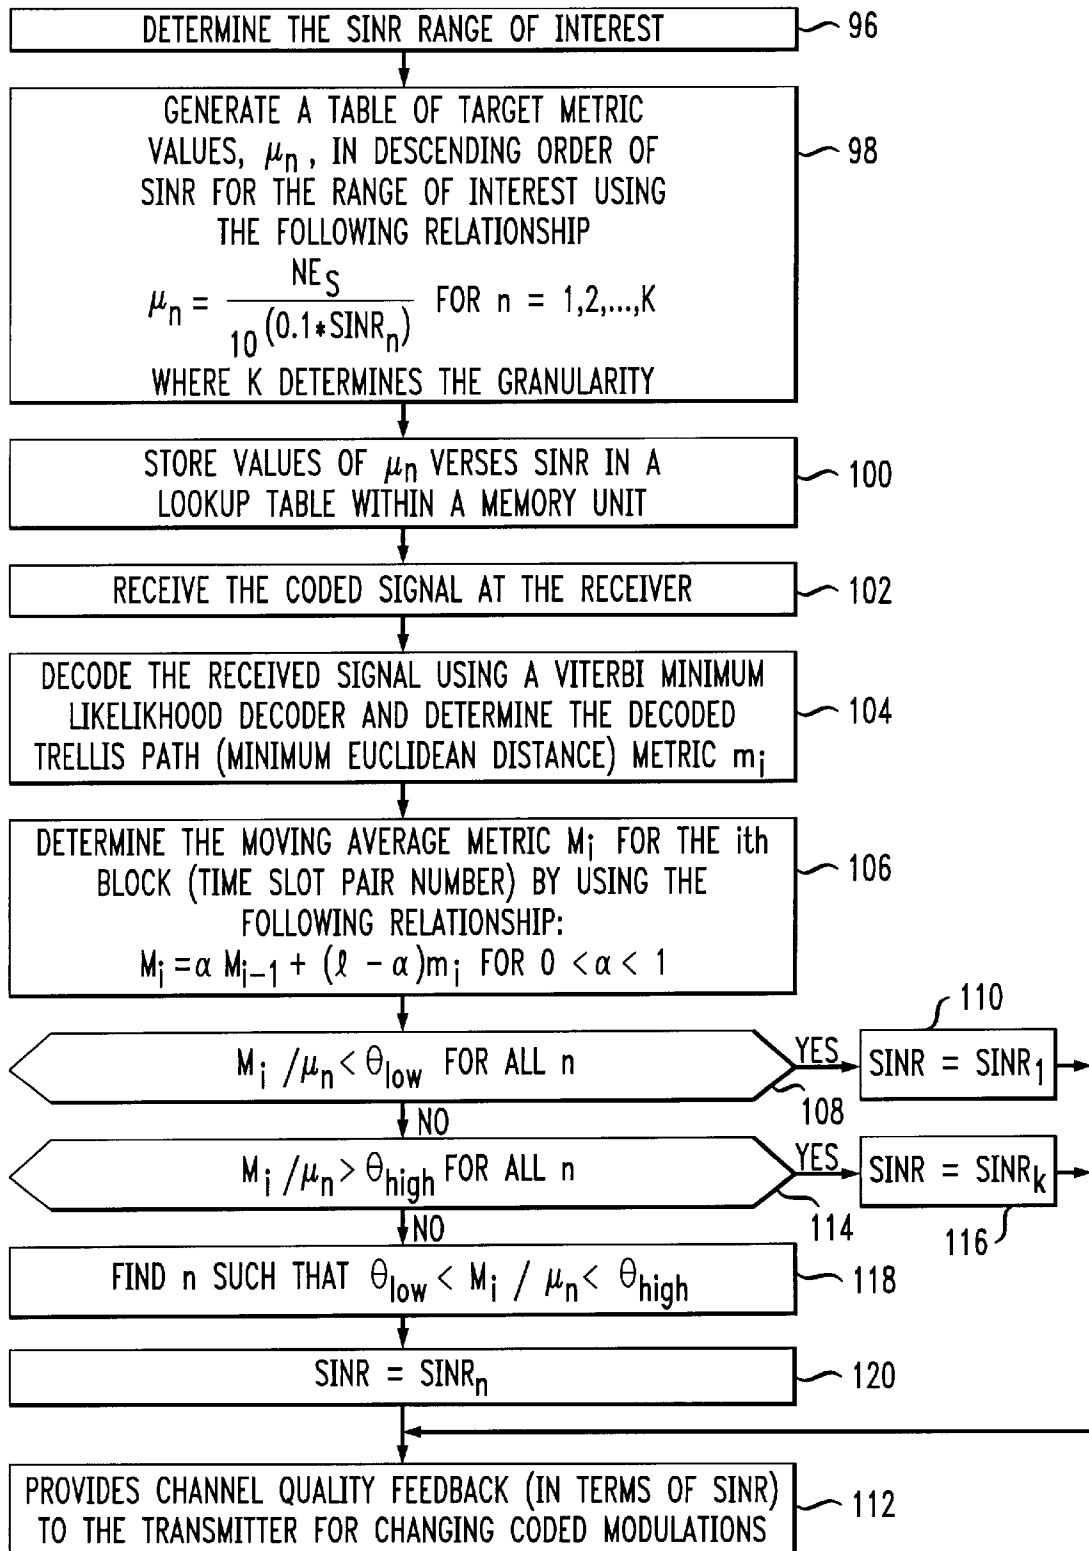 DETERMINE THE SINR RANGE OF INTEREST
96
GENERATE A TABLE OF TARGET METRIC
VALUES, μn, IN DESCENDING ORDER OF
SINR FOR THE RANGE OF INTEREST USING
THE FOLLOWING RELATIONSHIP
μn = NES / 10^(0.1*SINRn) FOR n = 1,2,...,K
WHERE K DETERMINES THE GRANULARITY
98
STORE VALUES OF μn VERSES SINR IN A
LOOKUP TABLE WITHIN A MEMORY UNIT
100
RECEIVE THE CODED SIGNAL AT THE RECEIVER
102
DECODE THE RECEIVED SIGNAL USING A VITERBI MINIMUM
LIKELIKHOOD DECODER AND DETERMINE THE DECODED
TRELLIS PATH (MINIMUM EUCLIDEAN DISTANCE) METRIC mi
104
DETERMINE THE MOVING AVERAGE METRIC Mi FOR THE ith
BLOCK (TIME SLOT PAIR NUMBER) BY USING THE
FOLLOWING RELATIONSHIP:
Mi = α Mi-1 + (ℓ - α)mi FOR 0 < α < 1
106
Mi /μn < θlow FOR ALL n
108
YES
SINR = SINR1
110
NO
Mi /μn > θhigh FOR ALL n
114
YES
SINR = SINRk
116
NO
FIND n SUCH THAT θlow < Mi / μn < θhigh
118
SINR = SINRn
120
PROVIDES CHANNEL QUALITY FEEDBACK (IN TERMS OF SINR)
TO THE TRANSMITTER FOR CHANGING CODED MODULATIONS
112